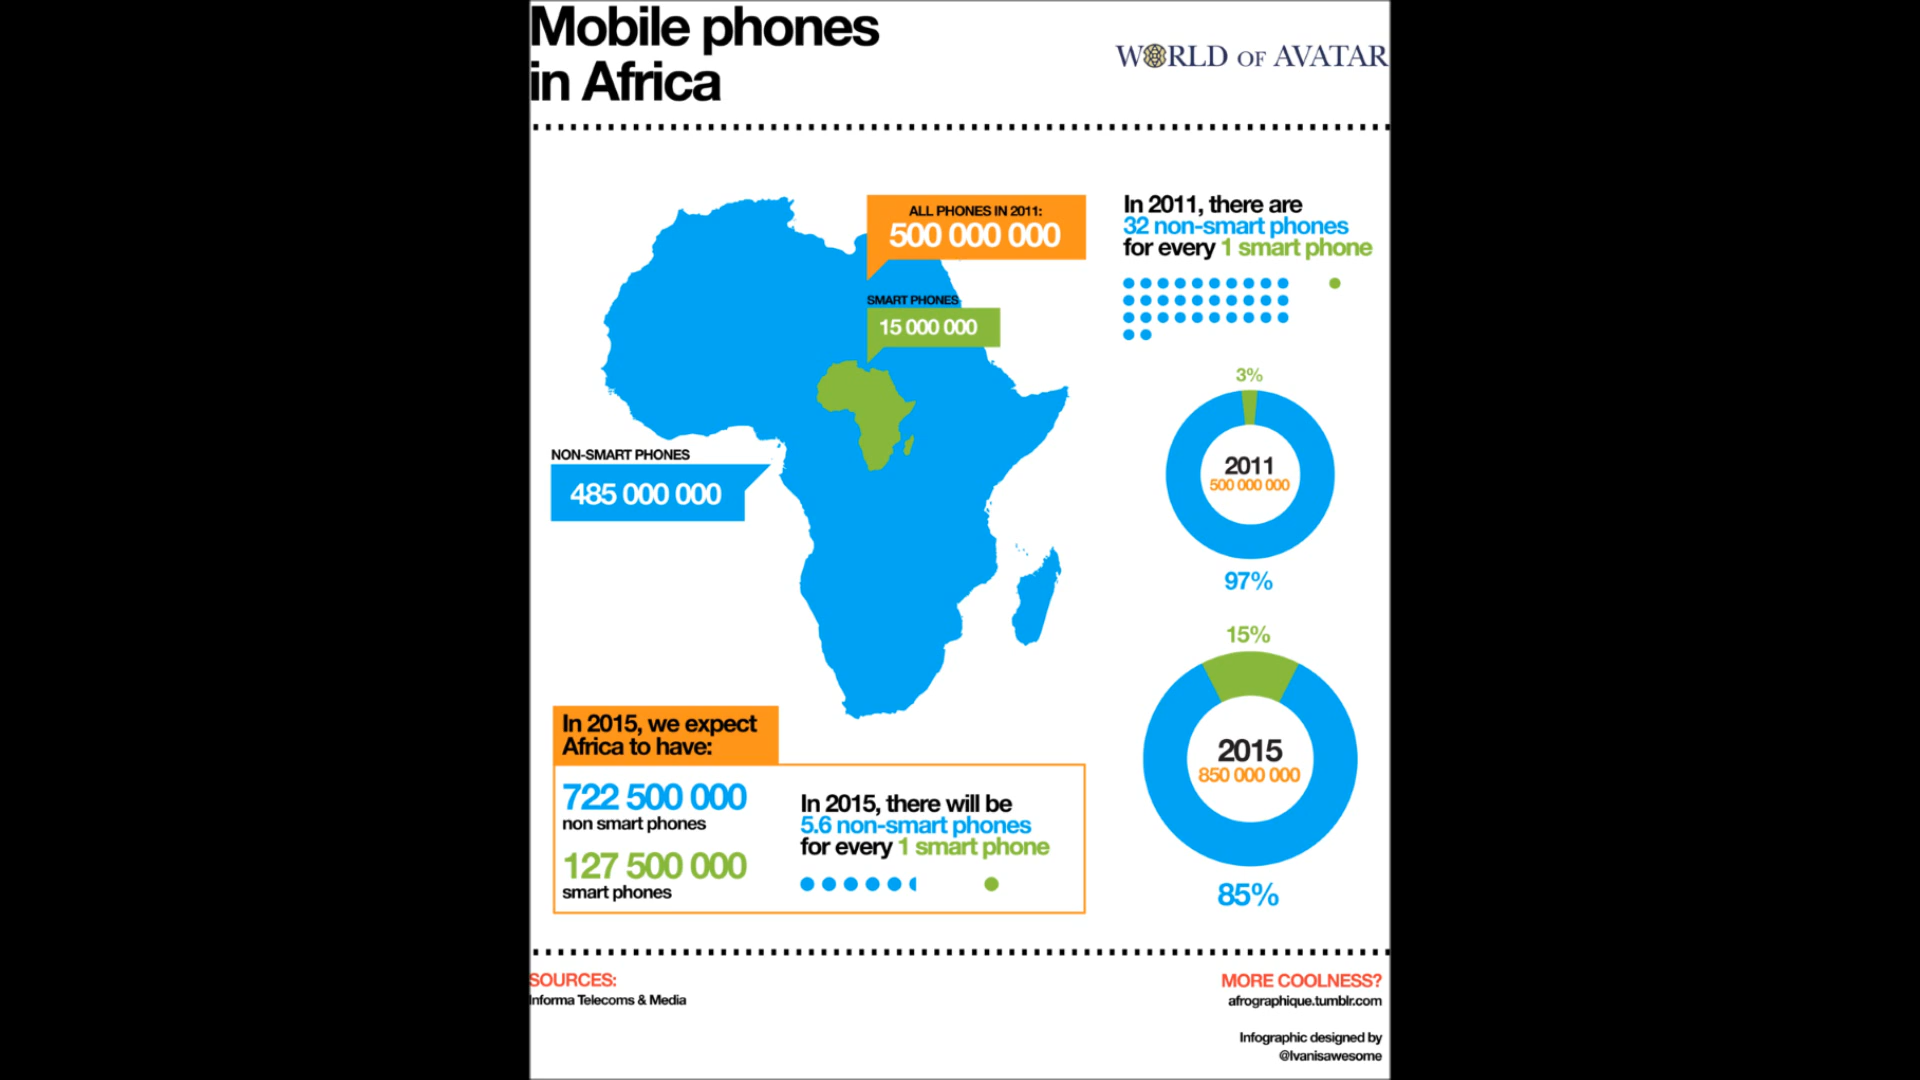 Mobile phones
in Africa
WORLD OF AVATAR
ALL PHONES IN 2011:
500 000 000
SMART PHONES
15 000 000
NON-SMART PHONES
485 000 000
In 2011, there are
32 non-smart phones
for every 1 smart phone
3%
2011
500 000 000
97%
15%
2015
850 000 000
85%
In 2015, we expect
Africa to have:
722 500 000
non smart phones
127 500 000
smart phones
In 2015, there will be
5.6 non-smart phones
for every 1 smart phone
SOURCES:
Informa Telecoms & Media
MORE COOLNESS?
afrographique.tumblr.com
Infographic designed by
@Ivanisawesome